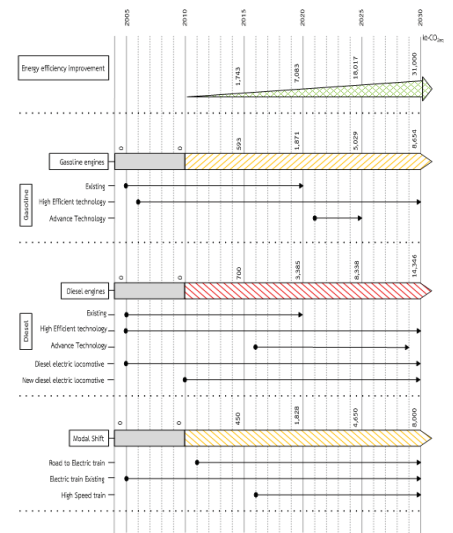 2005 2010 2015 2020 2025 2030
kt-CO₂eq
Energy efficiency improvement
1,743 7,083 18,017 31,000
Gasoline
Gasoline engines
0 0 593 1,871 5,029 8,654
Existing
High Efficient technology
Advance Technology
Diesel
Diesel engines
0 0 700 3,385 8,338 14,346
Existing
High Efficient technology
Advance Technology
Diesel electric locomotive
New diesel electric locomotive
Modal Shift
0 0 450 1,828 4,650 8,000
Road to Electric train
Electric train Existing
High Speed train